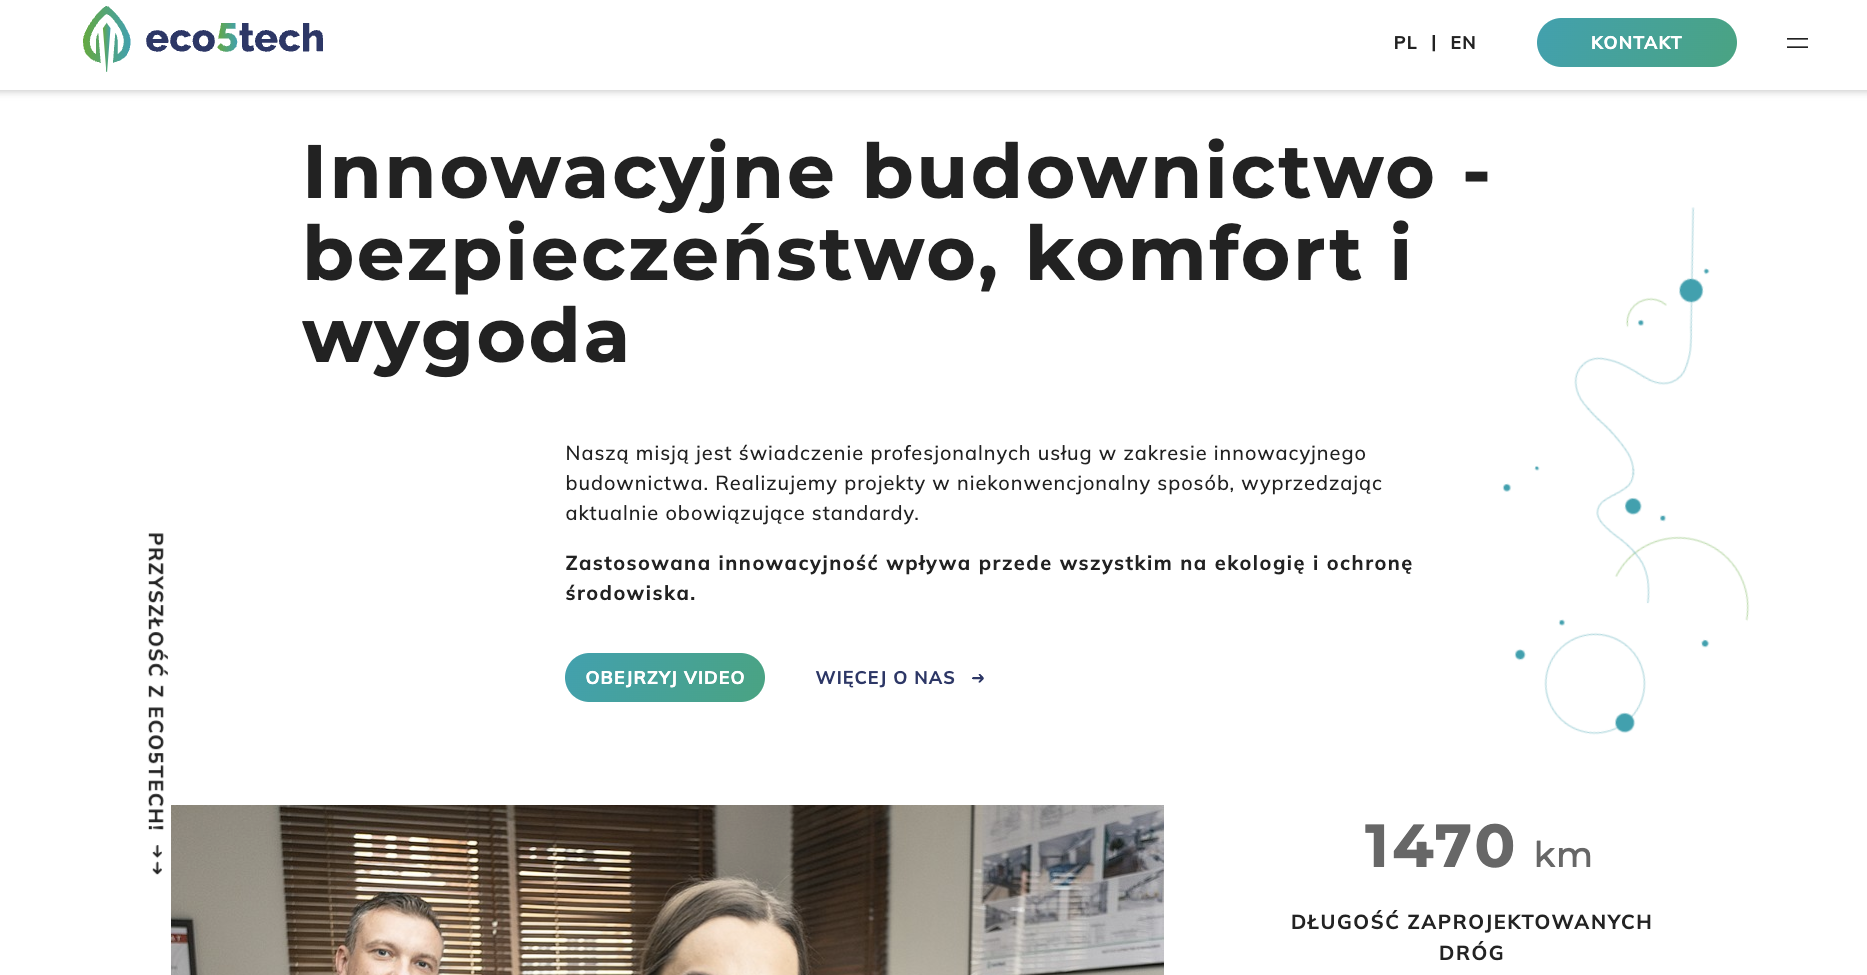 eco5tech
PL | EN
KONTAKT
Innowacyjne budownictwo -
bezpieczeństwo, komfort i
wygoda
Naszą misją jest świadczenie profesjonalnych usług w zakresie innowacyjnego
budownictwa. Realizujemy projekty w niekonwencjonalny sposób, wyprzedzając
aktualnie obowiązujące standardy.
Zastosowana innowacyjność wpływa przede wszystkim na ekologię i ochronę
środowiska.
OBEJRZYJ VIDEO
WIĘCEJ O NAS →
PRZYSZŁOŚĆ Z ECO5TECH! →→
1470 km
DŁUGOŚĆ ZAPROJEKTOWANYCH
DRÓG